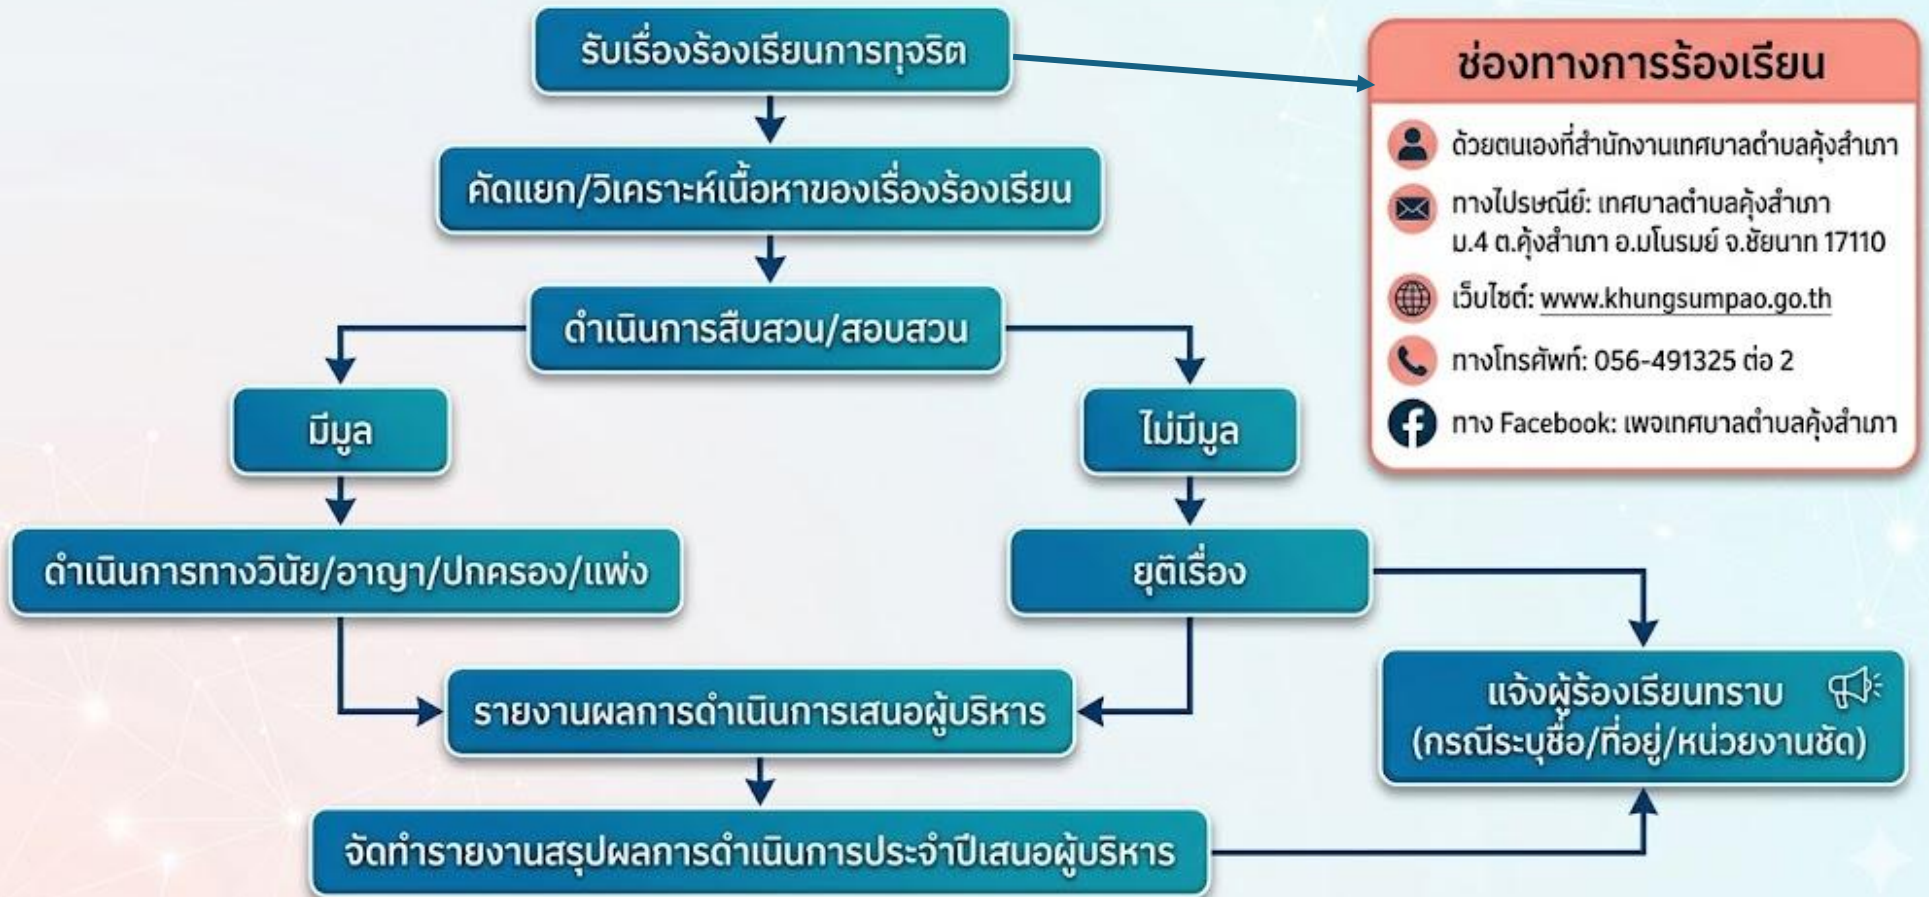 รับเรื่องร้องเรียนการทุจริต
คัดแยก/วิเคราะห์เนื้อหาของเรื่องร้องเรียน
ดำเนินการสืบสวน/สอบสวน
มีมูล
ไม่มีมูล
ดำเนินการทางวินัย/อาญา/ปกครอง/แพ่ง
ยุติเรื่อง
รายงานผลการดำเนินการเสนอผู้บริหาร
แจ้งผู้ร้องเรียนทราบ
(กรณีระบุชื่อ/ที่อยู่/หน่วยงานชัด)
จัดทำรายงานสรุปผลการดำเนินการประจำปีเสนอผู้บริหาร
ช่องทางการร้องเรียน
ด้วยตนเองที่สำนักงานเทศบาลตำบลคุ้งสำเภา
ทางไปรษณีย์: เทศบาลตำบลคุ้งสำเภา
ม.4 ต.คุ้งสำเภา อ.มโนรมย์ จ.ชัยนาท 17110
เว็บไซต์: www.khungsumpao.go.th
ทางโทรศัพท์: 056-491325 ต่อ 2
ทาง Facebook: เพจเทศบาลตำบลคุ้งสำเภา